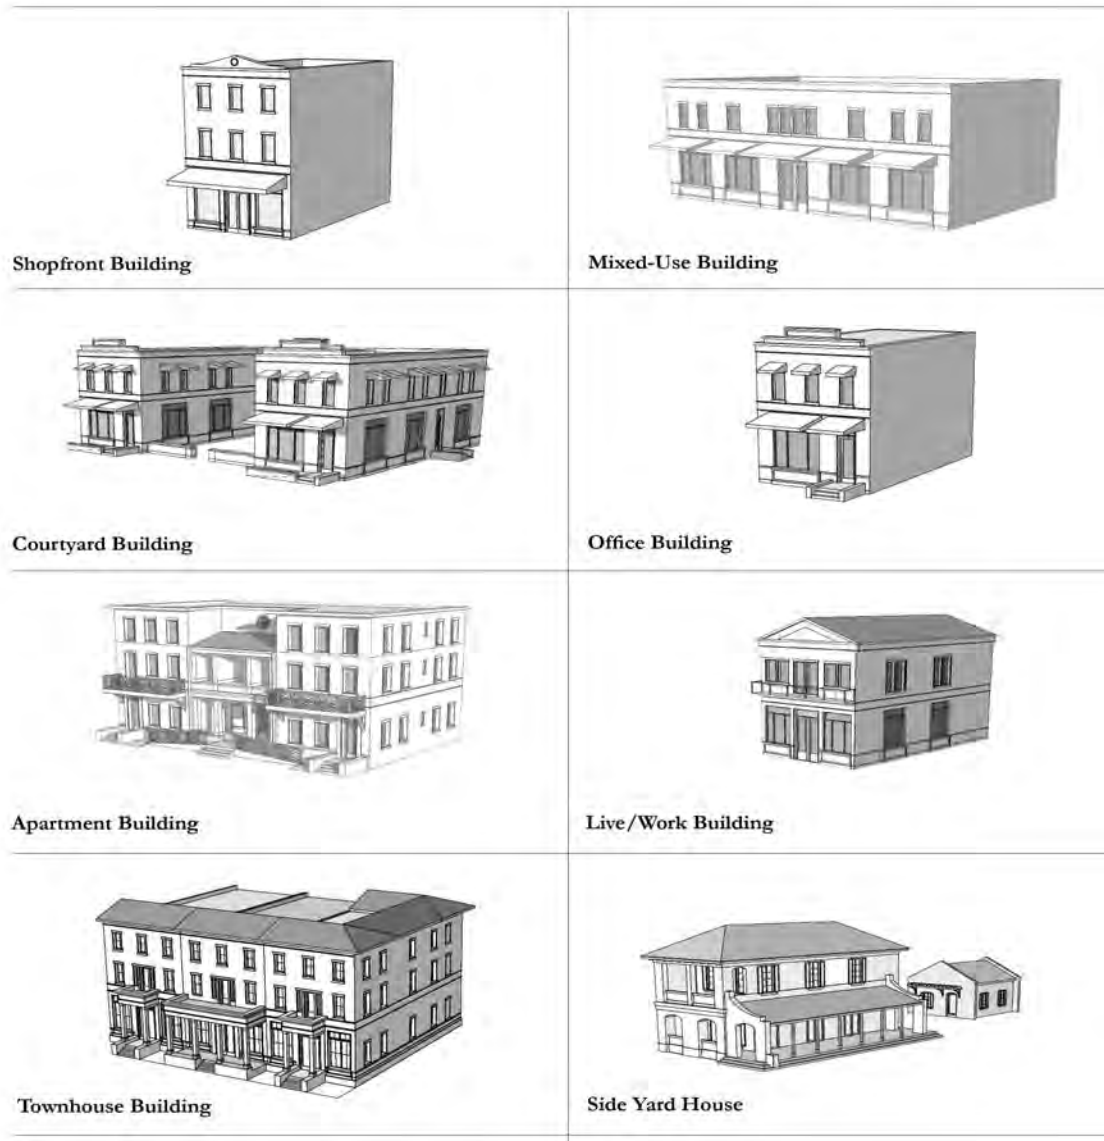 Shopfront Building
Mixed-Use Building
Courtyard Building
Office Building
Apartment Building
Live/Work Building
Townhouse Building
Side Yard House